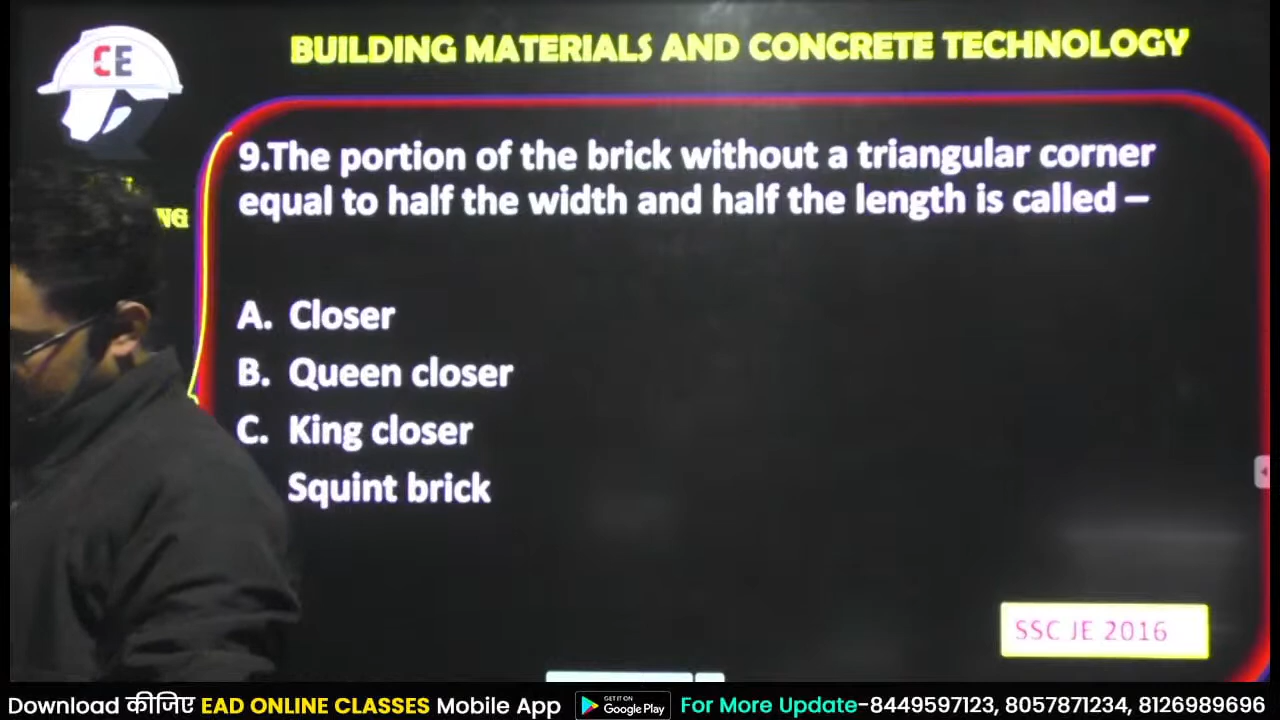 CE
BUILDING MATERIALS AND CONCRETE TECHNOLOGY
NG
9.The portion of the brick without a triangular corner
equal to half the width and half the length is called –
A. Closer
B. Queen closer
C. King closer
Squint brick
SSC JE 2016
Download कीजिए EAD ONLINE CLASSES Mobile App
GET IT ON
Google Play
For More Update-8449597123, 8057871234, 8126989696